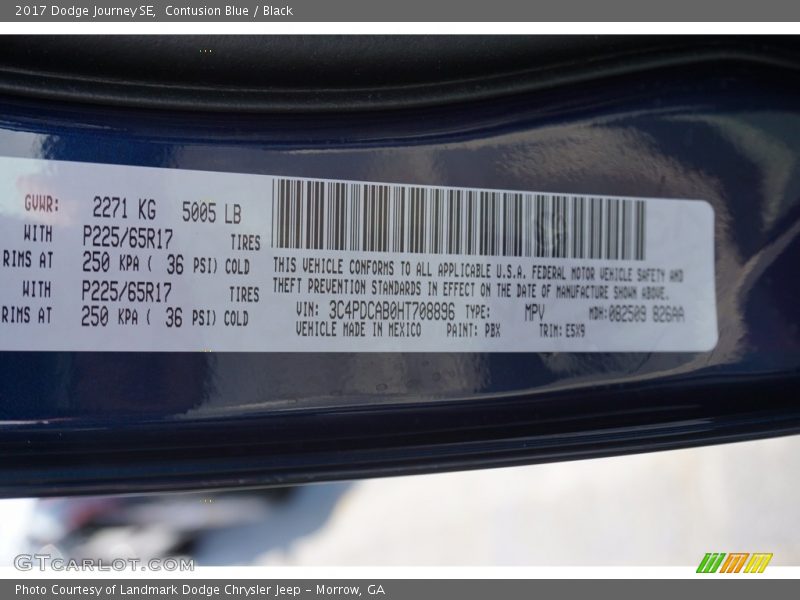 2017 Dodge Journey SE,  Contusion Blue / Black
GVWR: 2271 KG 5005 LB
WITH P225/65R17 TIRES
RIMS AT 250 KPA ( 36 PSI) COLD
WITH P225/65R17 TIRES
RIMS AT 250 KPA ( 36 PSI) COLD
THIS VEHICLE CONFORMS TO ALL APPLICABLE U.S.A. FEDERAL MOTOR VEHICLE SAFETY AND
THEFT PREVENTION STANDARDS IN EFFECT ON THE DATE OF MANUFACTURE SHOWN ABOVE.
VIN: 3C4PDCAB0HT708896 TYPE: MPV MDH:062509 826AA
VEHICLE MADE IN MEXICO PAINT: PBX TRIM: E5X9
GTcarlot.com
Photo Courtesy of Landmark Dodge Chrysler Jeep – Morrow, GA